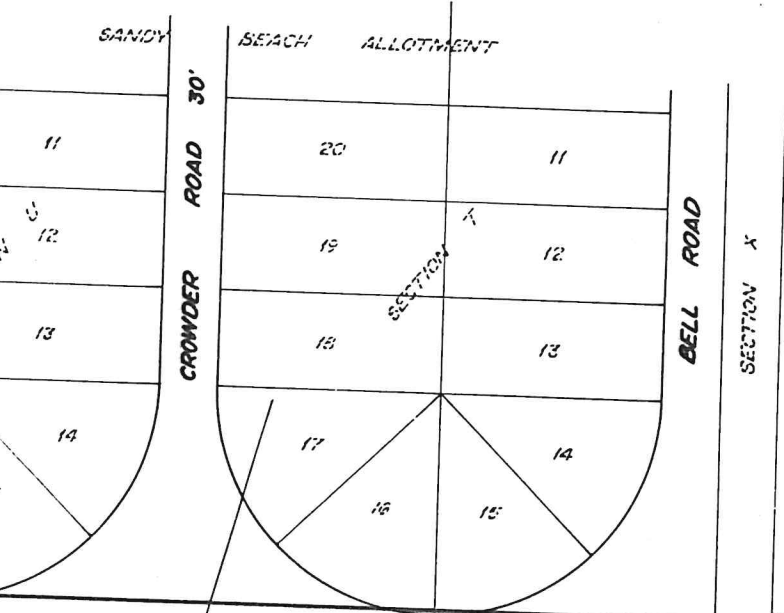 SANDY BEACH ALLOTMENT
CROWDER ROAD 30'
11
20
11
12
19
12
SECTION
13
18
13
BELL ROAD
SECTION X
14
17
14
16
15